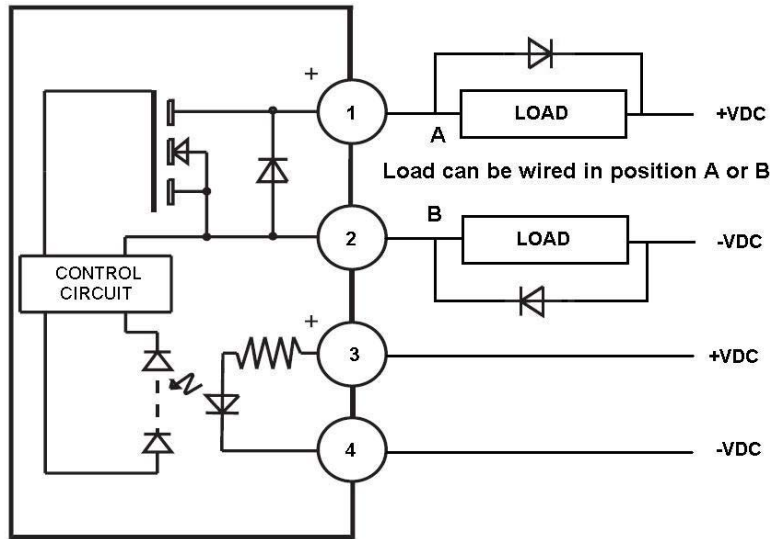 +
1
A
LOAD
+VDC
Load can be wired in position A or B
B
2
LOAD
-VDC
CONTROL
CIRCUIT
+
3
+VDC
4
-VDC